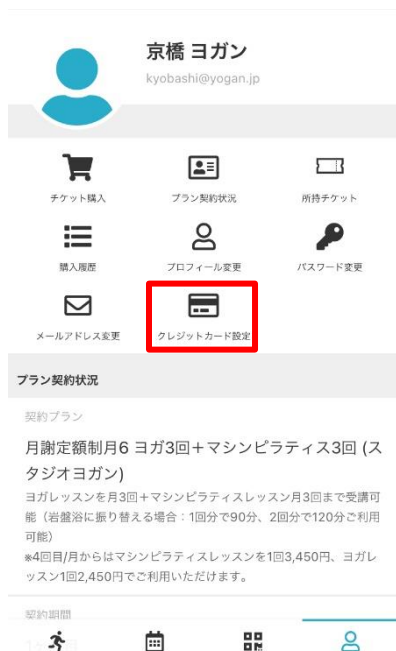 京橋 ヨガン
kyobashi@yogan.jp
チケット購入
プラン契約状況
所持チケット
購入履歴
プロフィール変更
パスワード変更
メールアドレス変更
クレジットカード設定
プラン契約状況
契約プラン
月謝定額制月6 ヨガ3回＋マシンピラティス3回 (ス
タジオヨガン)
ヨガレッスンを月3回＋マシンピラティスレッスン月3回まで受講可
能（岩盤浴に振り替える場合：1回分で90分、2回分で120分ご利用
可能）
※4回目/月からはマシンピラティスレッスンを1回3,450円、ヨガレ
ッスン1回2,450円でご利用いただけます。
契約期間